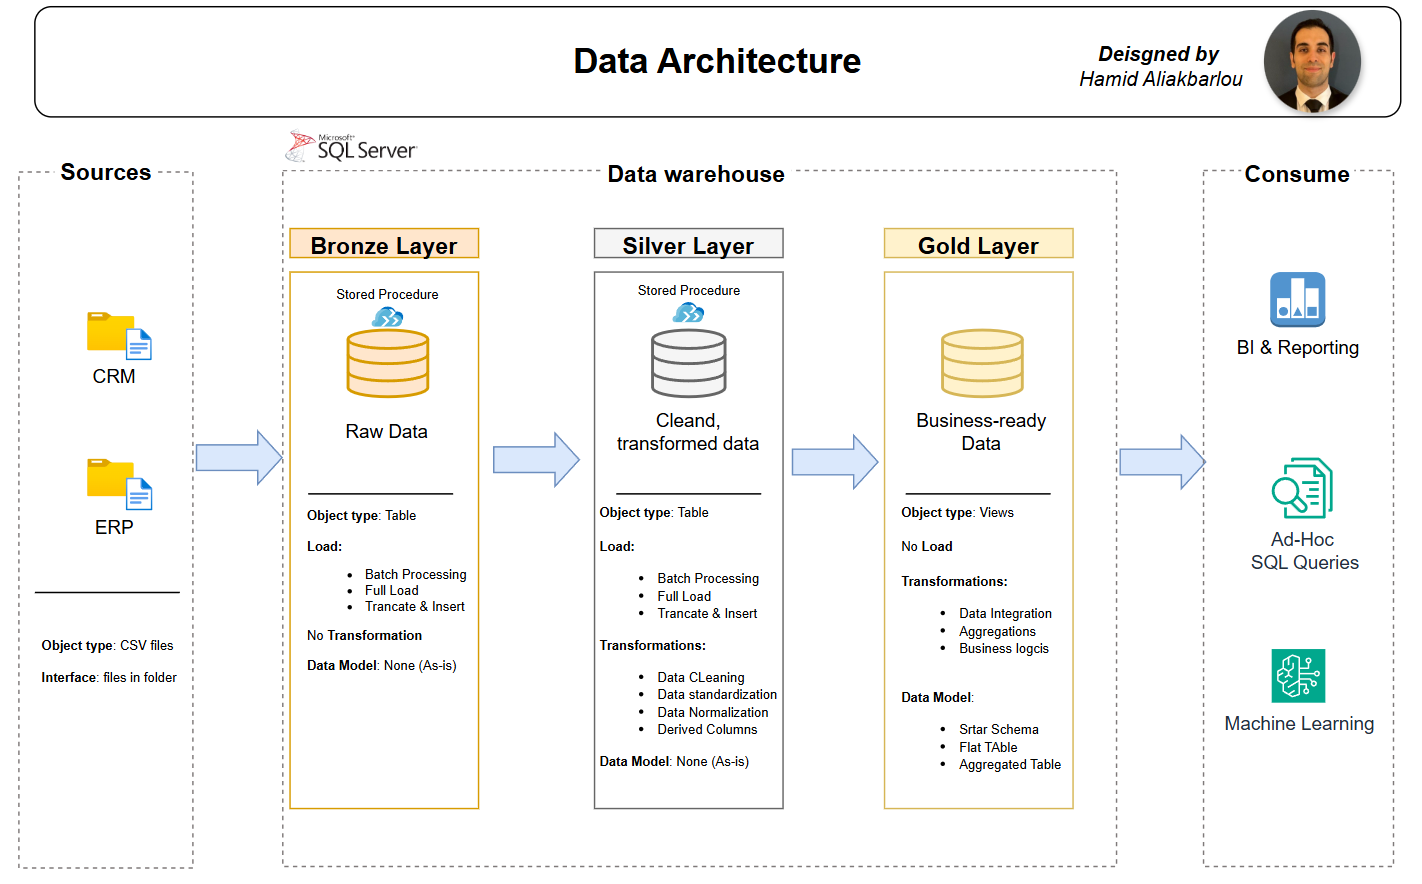 Data Architecture
Deisgned by
Hamid Aliakbarlou
Microsoft
SQL Server
Sources
CRM
ERP
Object type: CSV files
Interface: files in folder
Data warehouse
Bronze Layer
Stored Procedure
Raw Data
Object type: Table
Load:
• Batch Processing
• Full Load
• Trancate & Insert
No Transformation
Data Model: None (As-is)
Silver Layer
Stored Procedure
Cleand,
transformed data
Object type: Table
Load:
• Batch Processing
• Full Load
• Trancate & Insert
Transformations:
• Data CLeaning
• Data standardization
• Data Normalization
• Derived Columns
Data Model: None (As-is)
Gold Layer
Business-ready
Data
Object type: Views
No Load
Transformations:
• Data Integration
• Aggregations
• Business logcis
Data Model:
• Srtar Schema
• Flat TAble
• Aggregated Table
Consume
BI & Reporting
Ad-Hoc
SQL Queries
Machine Learning